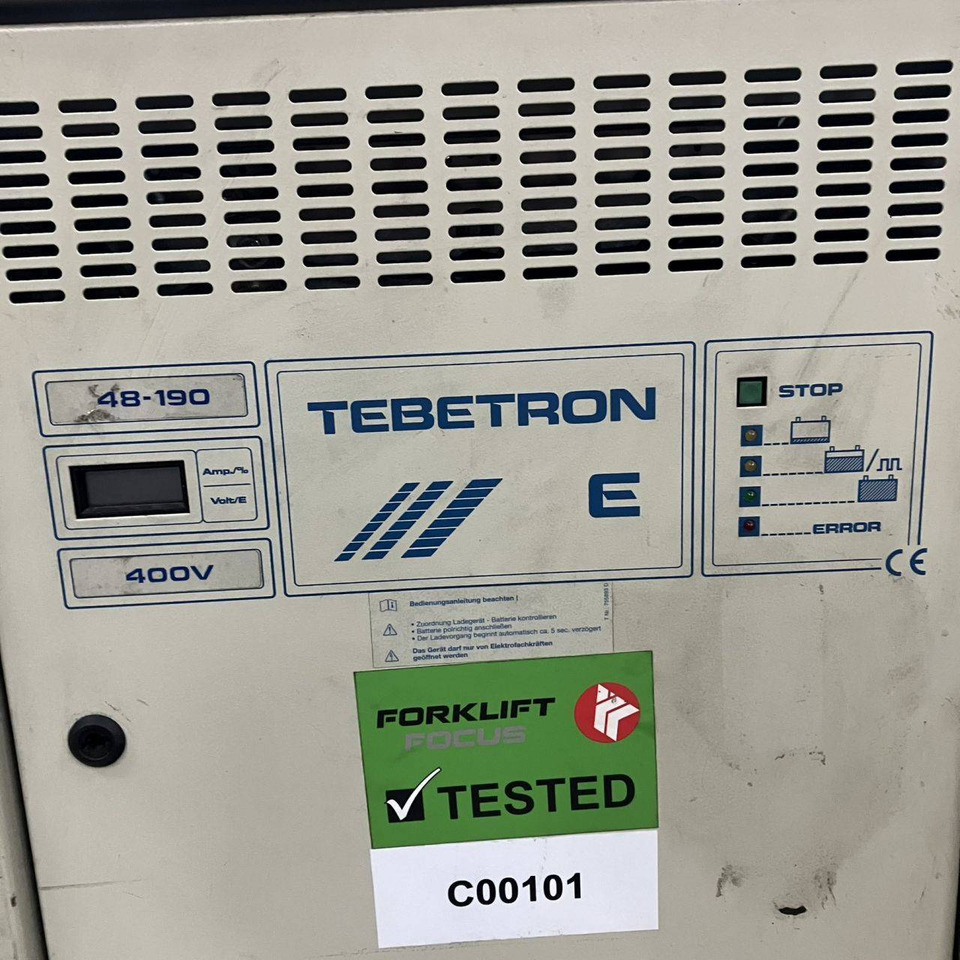 48-190
Amp./%
Volt/E
400V
TEBETRON
E
STOP
ERROR
CE
Bedienungsanleitung beachten !
• Zuordnung Ladegerät - Batterie kontrollieren
• Batterie polrichtig anschließen
• Der Ladevorgang beginnt automatisch ca. 5 sec. verzögert
Das Gerät darf nur von Elektrofachkräften
geöffnet werden
FORKLIFT
FOCUS
TESTED
C00101